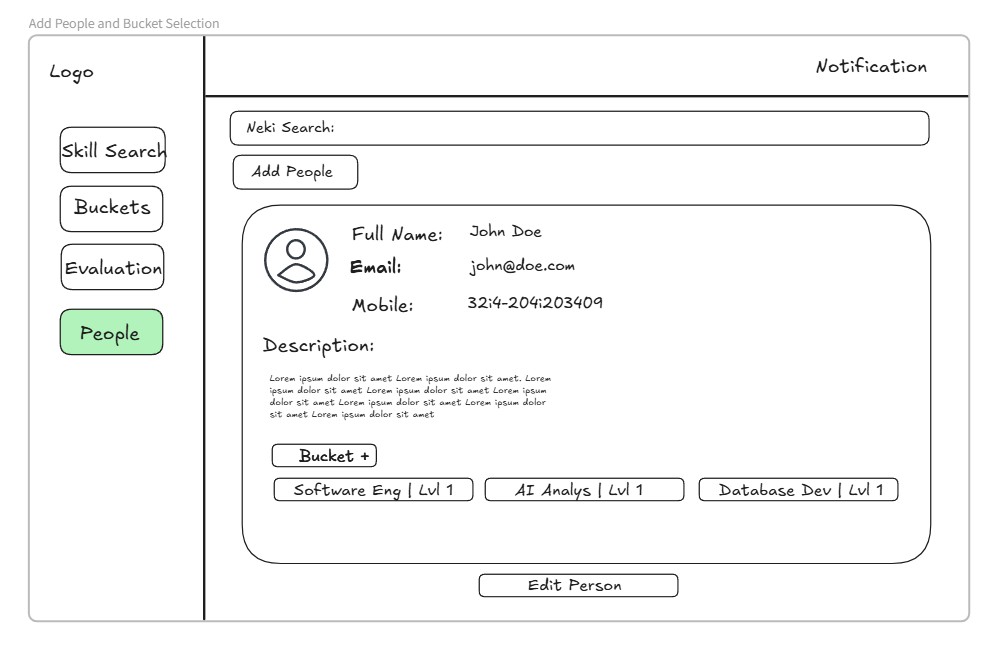 Add People and Bucket Selection
Logo
Notification
Skill Search
Buckets
Evaluation
People
Neki Search:
Add People
Full Name: John Doe
Email: john@doe.com
Mobile: 32i4-204i203409
Description:
Lorem ipsum dolor sit amet Lorem ipsum dolor sit amet. Lorem
ipsum dolor sit amet Lorem ipsum dolor sit amet Lorem ipsum
dolor sit amet Lorem ipsum dolor sit amet Lorem ipsum dolor
sit amet Lorem ipsum dolor sit amet
Bucket +
Software Eng | Lvl 1 AI Analys | Lvl 1 Database Dev | Lvl 1
Edit Person